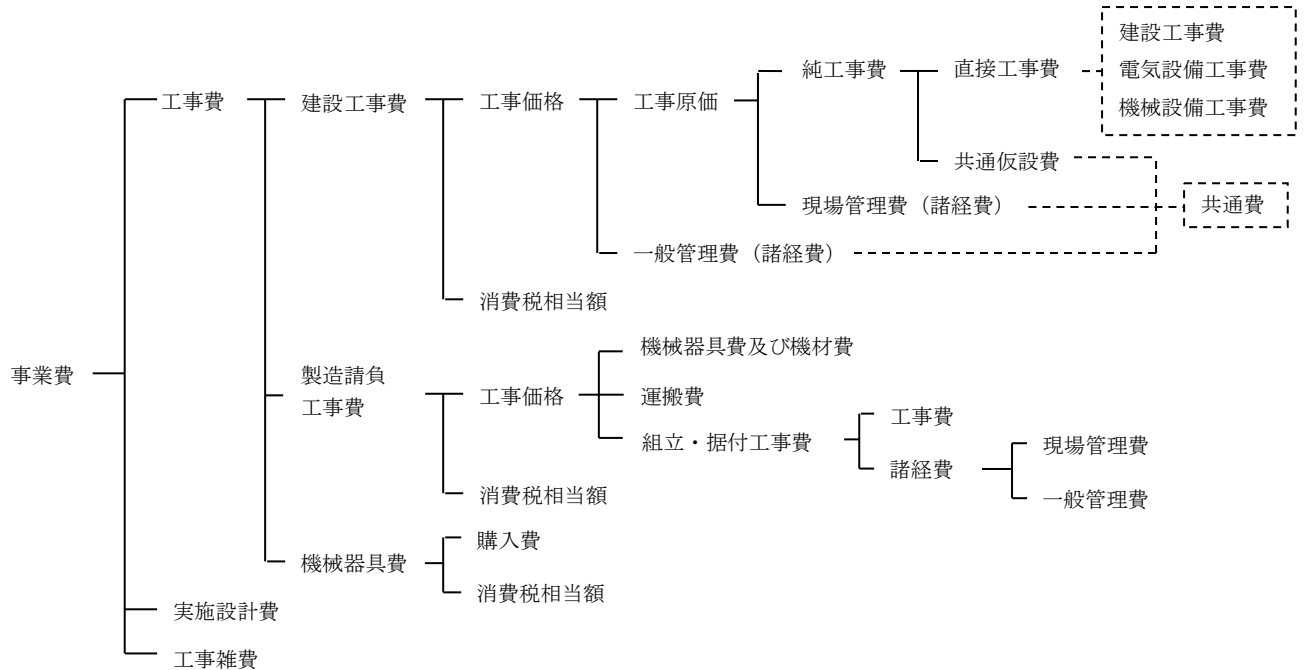 建設工事費
純工事費
直接工事費
電気設備工事費
工事費
建設工事費
工事価格
工事原価
機械設備工事費
共通仮設費
現場管理費（諸経費）
共通費
一般管理費（諸経費）
消費税相当額
機械器具費及び機材費
事業費
製造請負
工事費
工事価格
運搬費
工事費
組立・据付工事費
現場管理費
諸経費
消費税相当額
一般管理費
購入費
機械器具費
消費税相当額
実施設計費
工事雑費